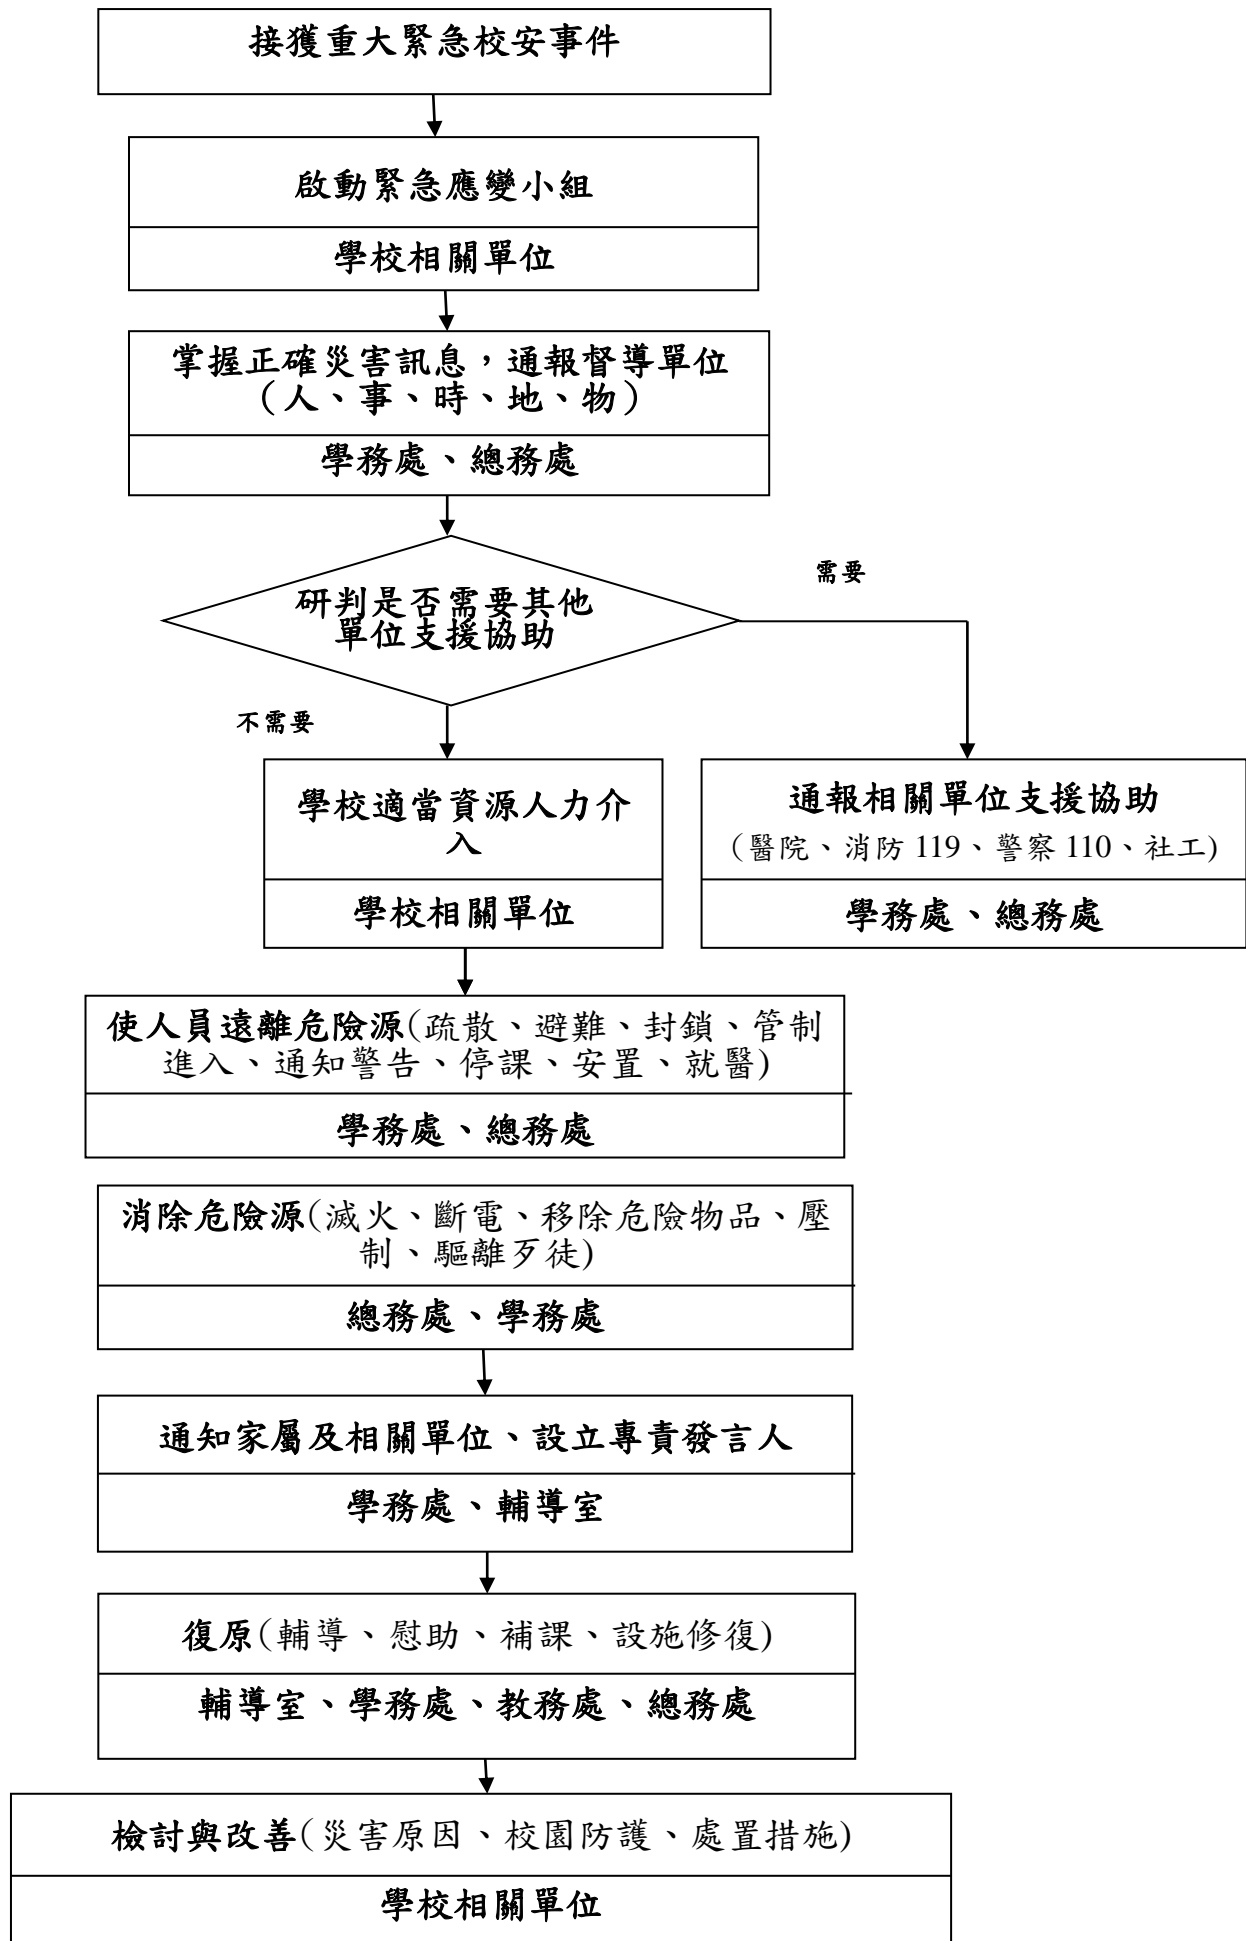 接獲重大緊急校安事件
啟動緊急應變小組
學校相關單位
掌握正確災害訊息，通報督導單位
（人、事、時、地、物）
學務處、總務處
需要
研判是否需要其他
單位支援協助
不需要
學校適當資源人力介
入
學校相關單位
通報相關單位支援協助
（醫院、消防 119、警察 110、社工)
學務處、總務處
使人員遠離危險源(疏散、避難、封鎖、管制
進入、通知警告、停課、安置、就醫)
學務處、總務處
消除危險源(滅火、斷電、移除危險物品、壓
制、驅離歹徒)
總務處、學務處
通知家屬及相關單位、設立專責發言人
學務處、輔導室
復原(輔導、慰助、補課、設施修復)
輔導室、學務處、教務處、總務處
檢討與改善(災害原因、校園防護、處置措施)
學校相關單位